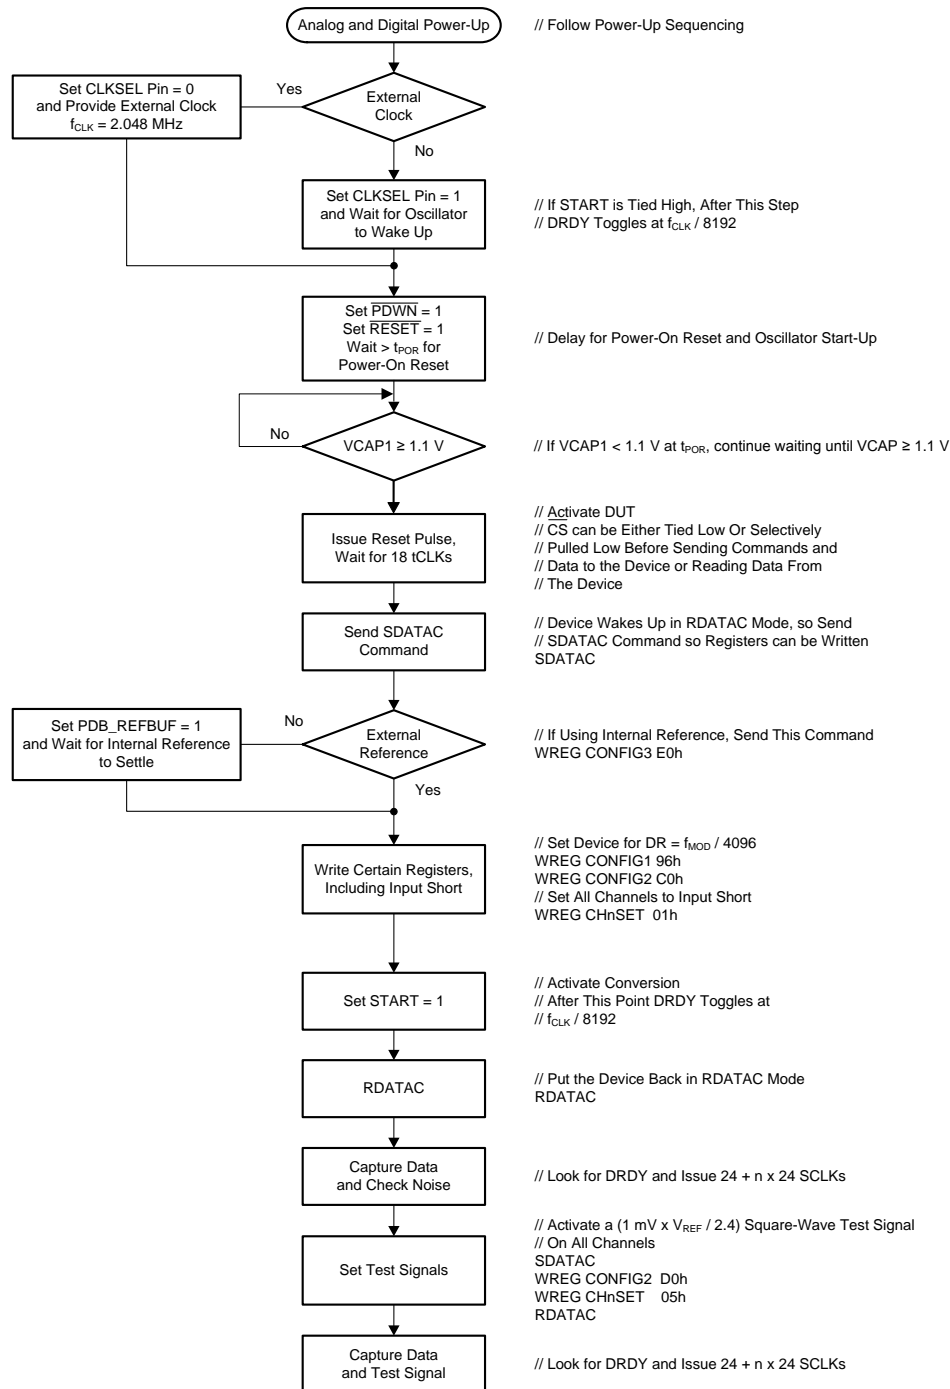 Analog and Digital Power-Up
// Follow Power-Up Sequencing
Set CLKSEL Pin = 0
and Provide External Clock
fCLK = 2.048 MHz
Yes
External
Clock
No
Set CLKSEL Pin = 1
and Wait for Oscillator
to Wake Up
// If START is Tied High, After This Step
// DRDY Toggles at fCLK / 8192
Set PDWN = 1
Set RESET = 1
Wait > tPOR for
Power-On Reset
// Delay for Power-On Reset and Oscillator Start-Up
No
VCAP1 ≥ 1.1 V
// If VCAP1 < 1.1 V at tPOR, continue waiting until VCAP ≥ 1.1 V
Issue Reset Pulse,
Wait for 18 tCLKs
// Activate DUT
// CS can be Either Tied Low Or Selectively
// Pulled Low Before Sending Commands and
// Data to the Device or Reading Data From
// The Device
Send SDATAC
Command
// Device Wakes Up in RDATAC Mode, so Send
// SDATAC Command so Registers can be Written
SDATAC
Set PDB_REFBUF = 1
and Wait for Internal Reference
to Settle
No
External
Reference
Yes
// If Using Internal Reference, Send This Command
WREG CONFIG3 E0h
Write Certain Registers,
Including Input Short
// Set Device for DR = fMOD / 4096
WREG CONFIG1 96h
WREG CONFIG2 C0h
// Set All Channels to Input Short
WREG CHnSET 01h
Set START = 1
// Activate Conversion
// After This Point DRDY Toggles at
// fCLK / 8192
RDATAC
// Put the Device Back in RDATAC Mode
RDATAC
Capture Data
and Check Noise
// Look for DRDY and Issue 24 + n x 24 SCLKs
Set Test Signals
// Activate a (1 mV x VREF / 2.4) Square-Wave Test Signal
// On All Channels
SDATAC
WREG CONFIG2 D0h
WREG CHnSET 05h
RDATAC
Capture Data
and Test Signal
// Look for DRDY and Issue 24 + n x 24 SCLKs